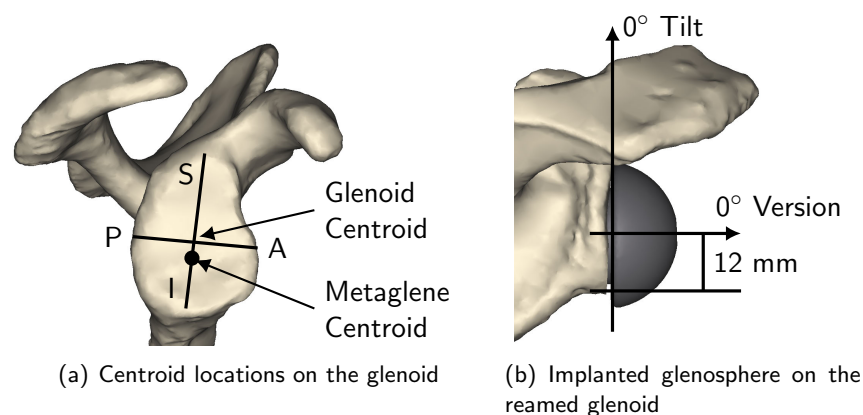 S
P
A
I
Glenoid
Centroid
Metaglene
Centroid
0° Tilt
0° Version
12 mm
(a) Centroid locations on the glenoid
(b) Implanted glenosphere on the
reamed glenoid